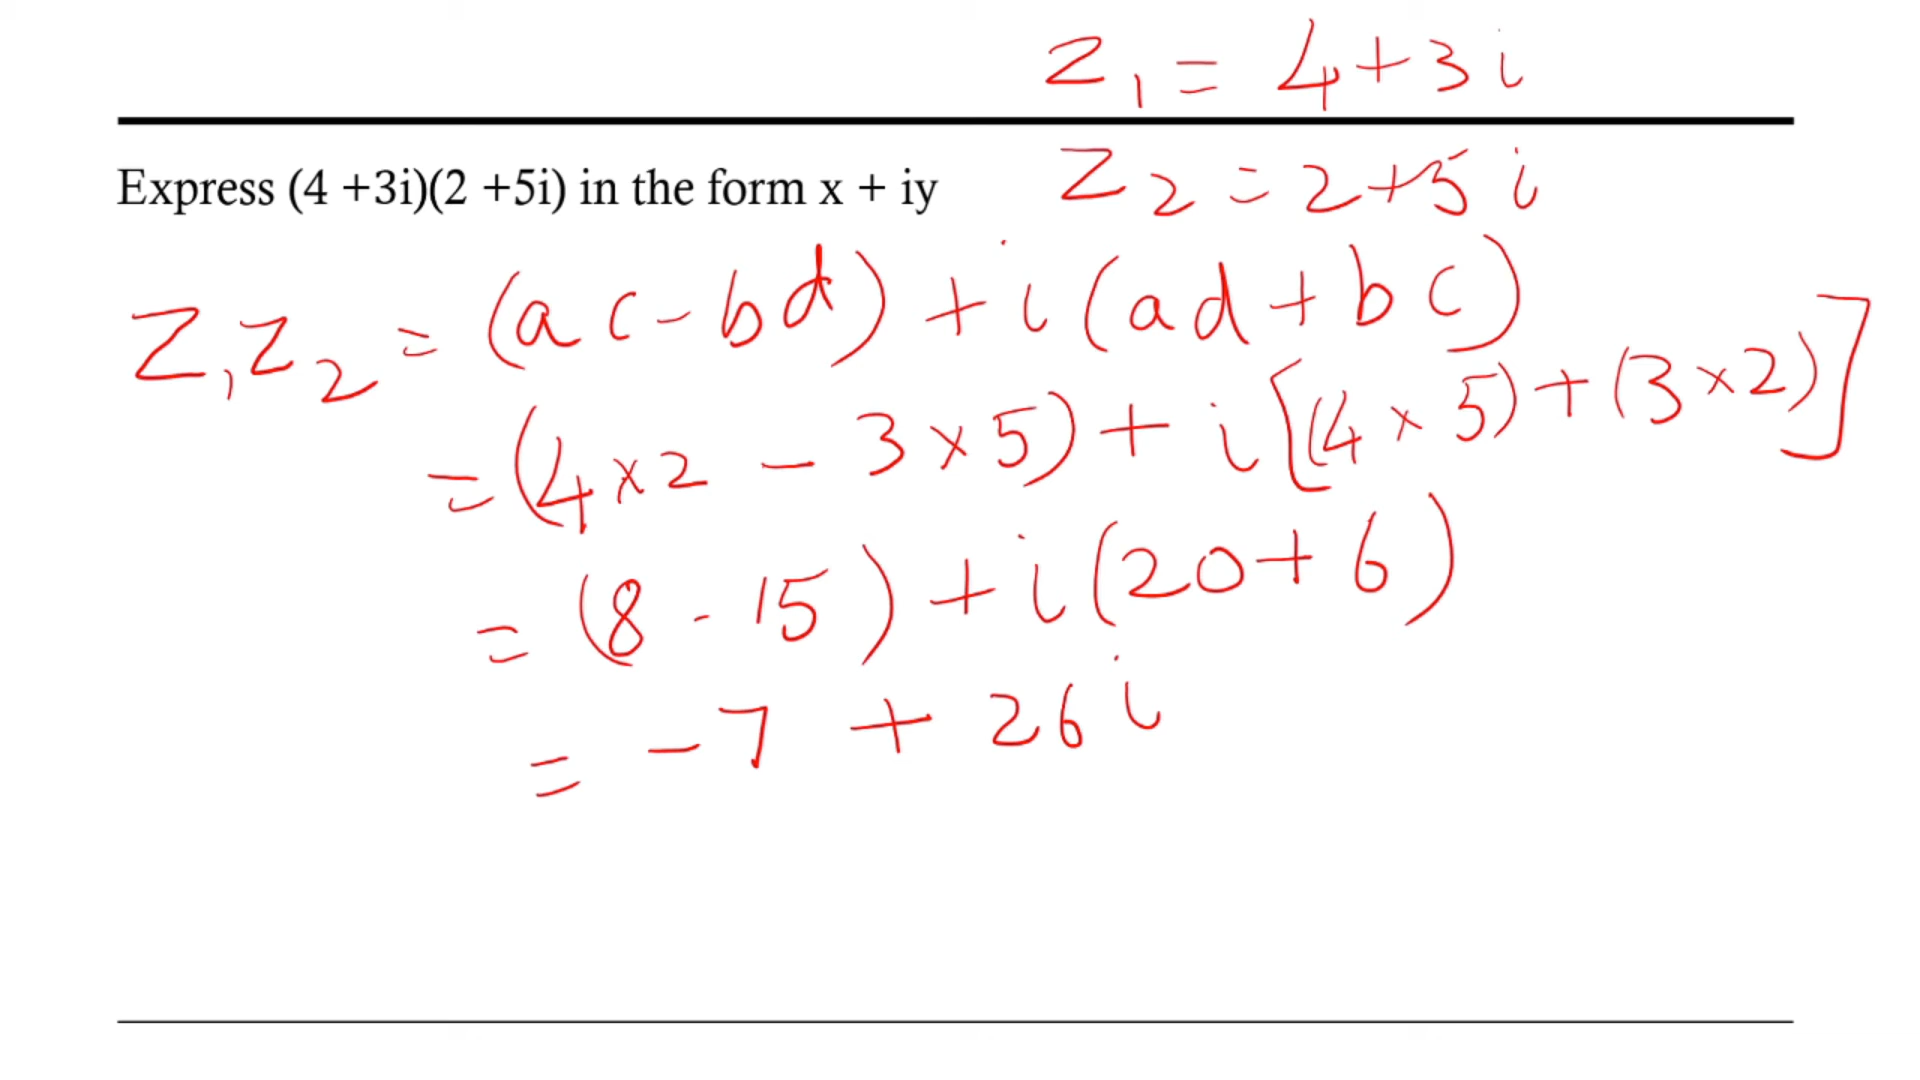 z₁ = 4+3i
Express (4 +3i)(2 +5i) in the form x + iy
z₂ = 2+5i
z₁z₂ = (ac-bd) + i(ad+bc)
= (4×2 - 3×5) + i[(4×5)+(3×2)]
= (8-15) + i(20+6)
= -7 + 26i